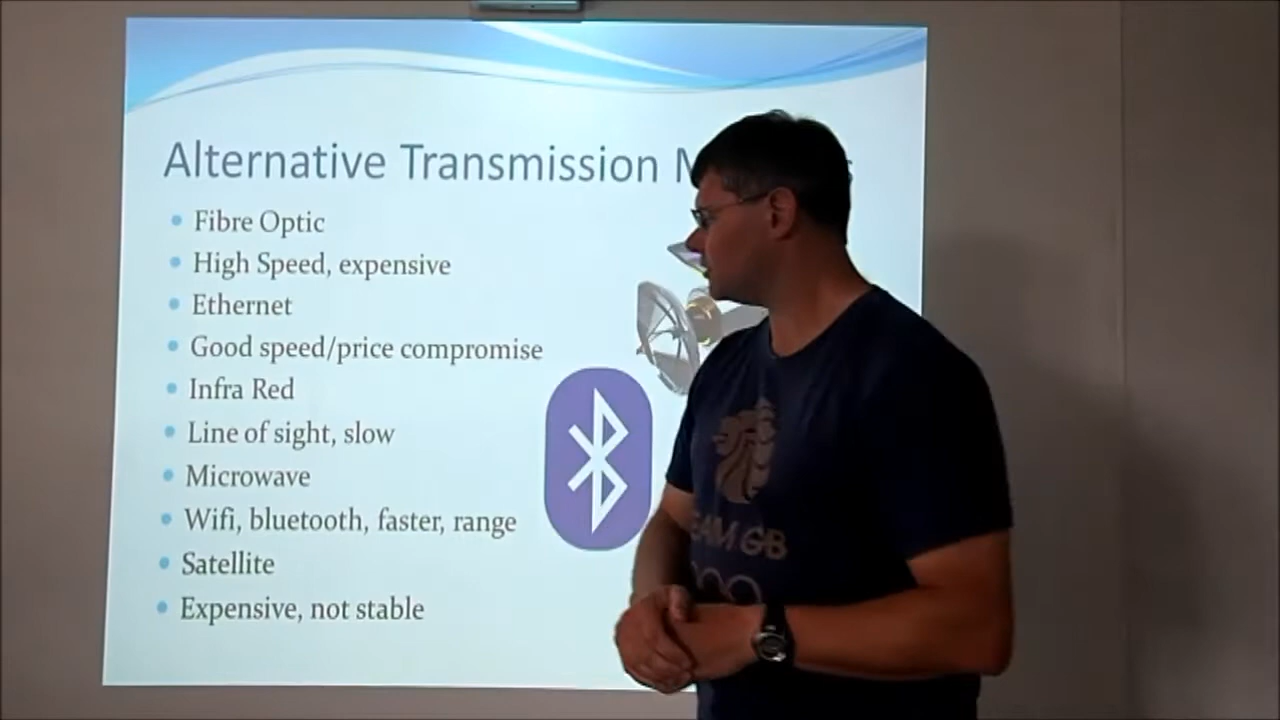 Alternative Transmission
Fibre Optic
High Speed, expensive
Ethernet
Good speed/price compromise
Infra Red
Line of sight, slow
Microwave
Wifi, bluetooth, faster, range
Satellite
Expensive, not stable
GB